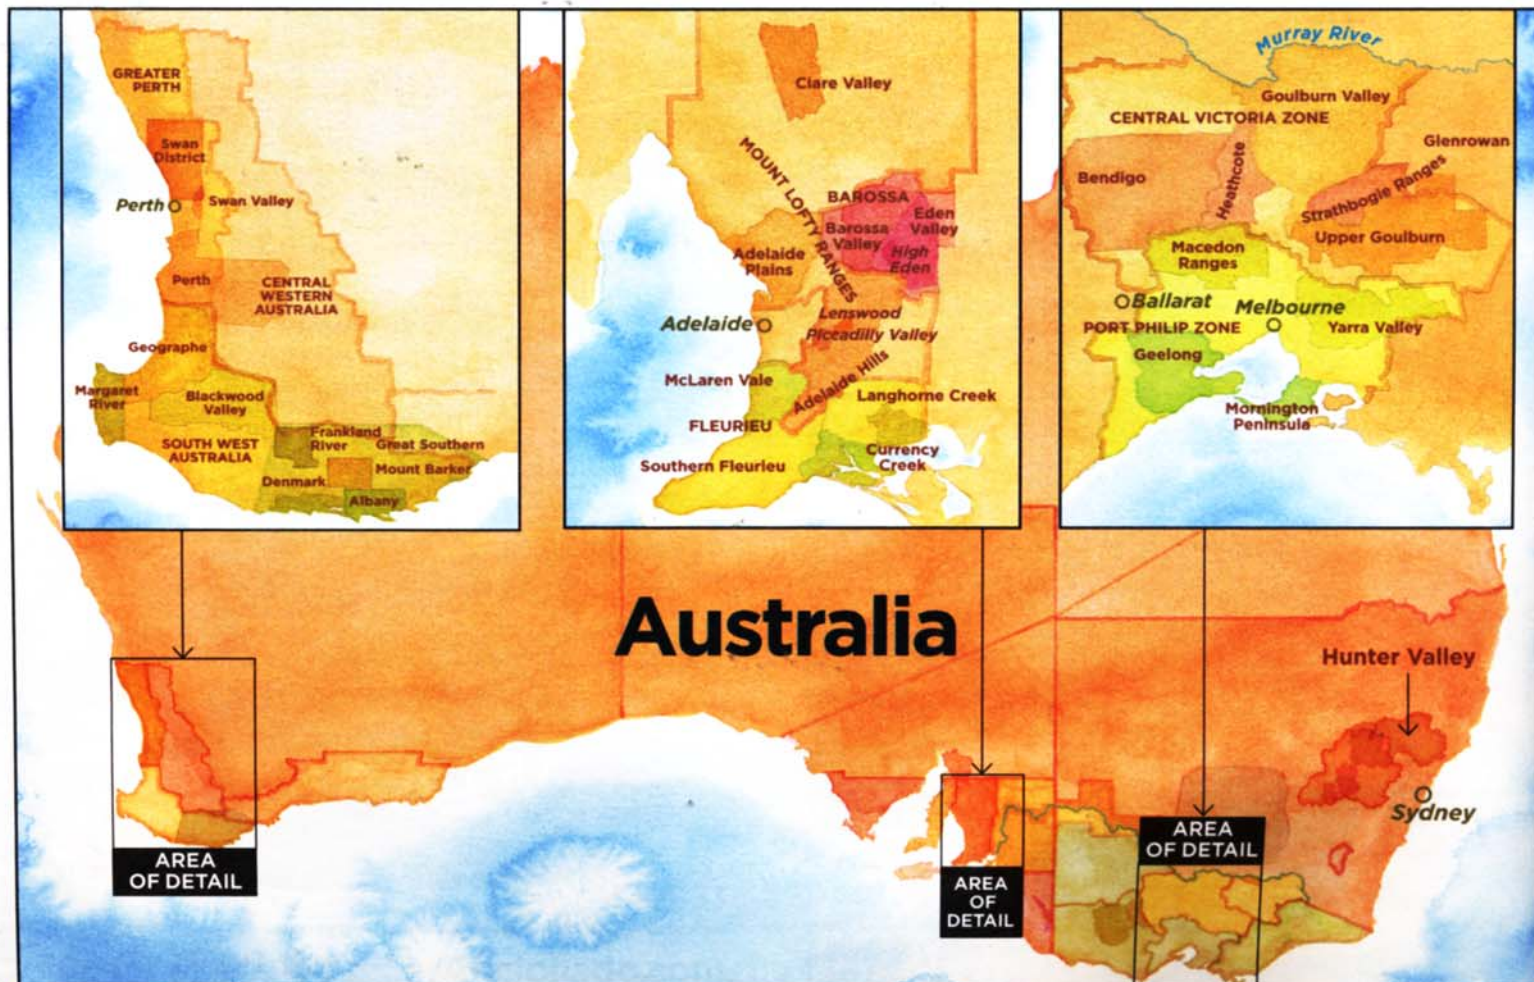 GREATER
PERTH
Swan
District
Perth
Swan Valley
Perth
CENTRAL
WESTERN
AUSTRALIA
Geographe
Margaret
River
Blackwood
Valley
SOUTH WEST
AUSTRALIA
Frankland
River
Great Southern
Mount Barker
Denmark
Albany
Clare Valley
MOUNT LOFTY RANGES
BAROSSA
Barossa
Valley
Eden
Valley
High
Eden
Adelaide
Plains
Lenswood
Piccadilly Valley
Adelaide
Adelaide Hills
McLaren Vale
Langhorne Creek
FLEURIEU
Currency
Creek
Southern Fleurieu
Murray River
Goulburn Valley
CENTRAL VICTORIA ZONE
Glenrowan
Bendigo
Heathcote
Strathbogie Ranges
Upper Goulburn
Macedon
Ranges
Ballarat
Melbourne
PORT PHILIP ZONE
Yarra Valley
Geelong
Mornington
Peninsula
Australia
Hunter Valley
Sydney
AREA
OF DETAIL
AREA
OF
DETAIL
AREA
OF DETAIL